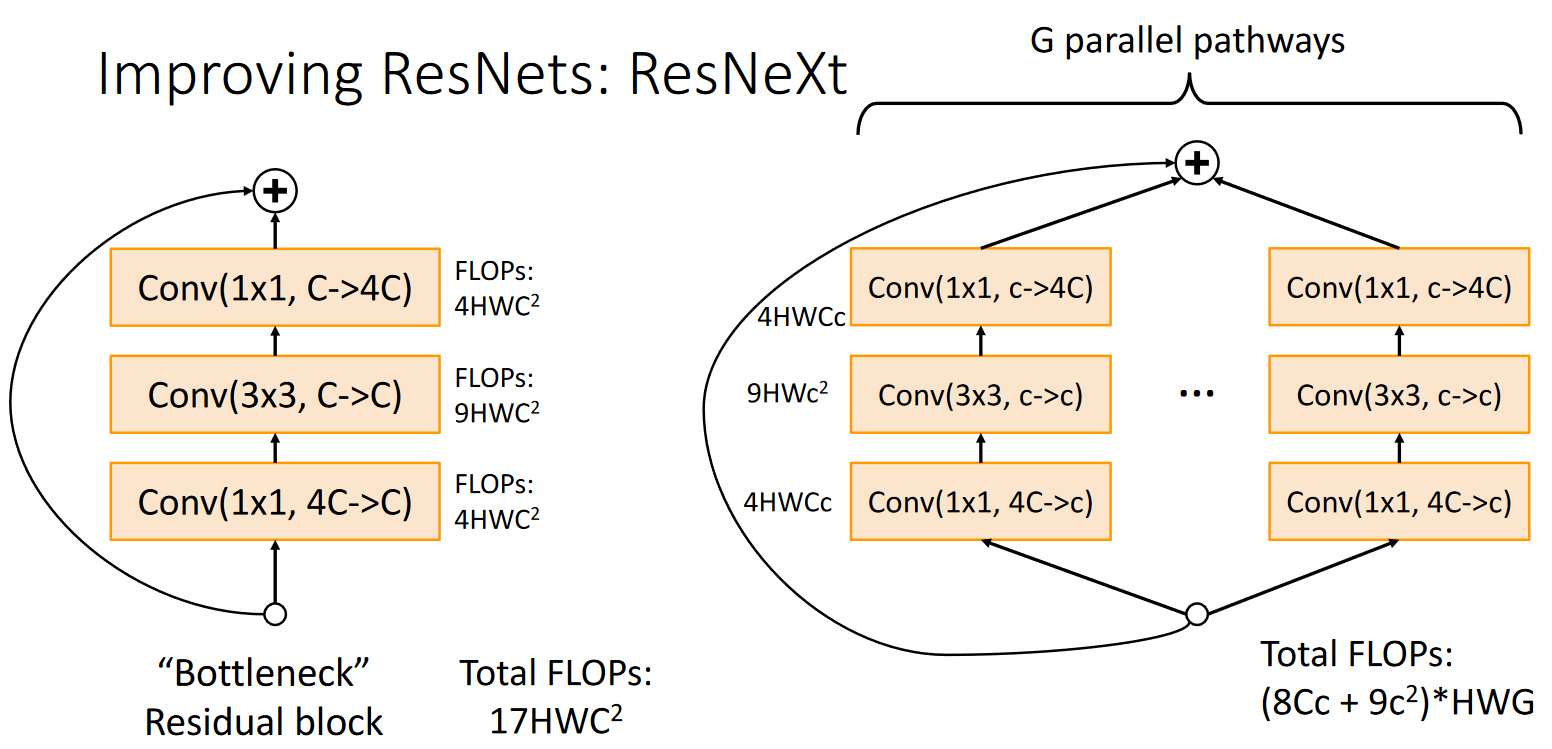 Improving ResNets: ResNeXt
G parallel pathways
Conv(1x1, C->4C)
FLOPs:
4HWC²
Conv(3x3, C->C)
FLOPs:
9HWC²
Conv(1x1, 4C->C)
FLOPs:
4HWC²
“Bottleneck”
Residual block
Total FLOPs:
17HWC²
4HWCc
Conv(1x1, c->4C)
Conv(1x1, c->4C)
9HWc²
Conv(3x3, c->c)
...
Conv(3x3, c->c)
4HWCc
Conv(1x1, 4C->c)
Conv(1x1, 4C->c)
Total FLOPs:
(8Cc + 9c²)*HWG